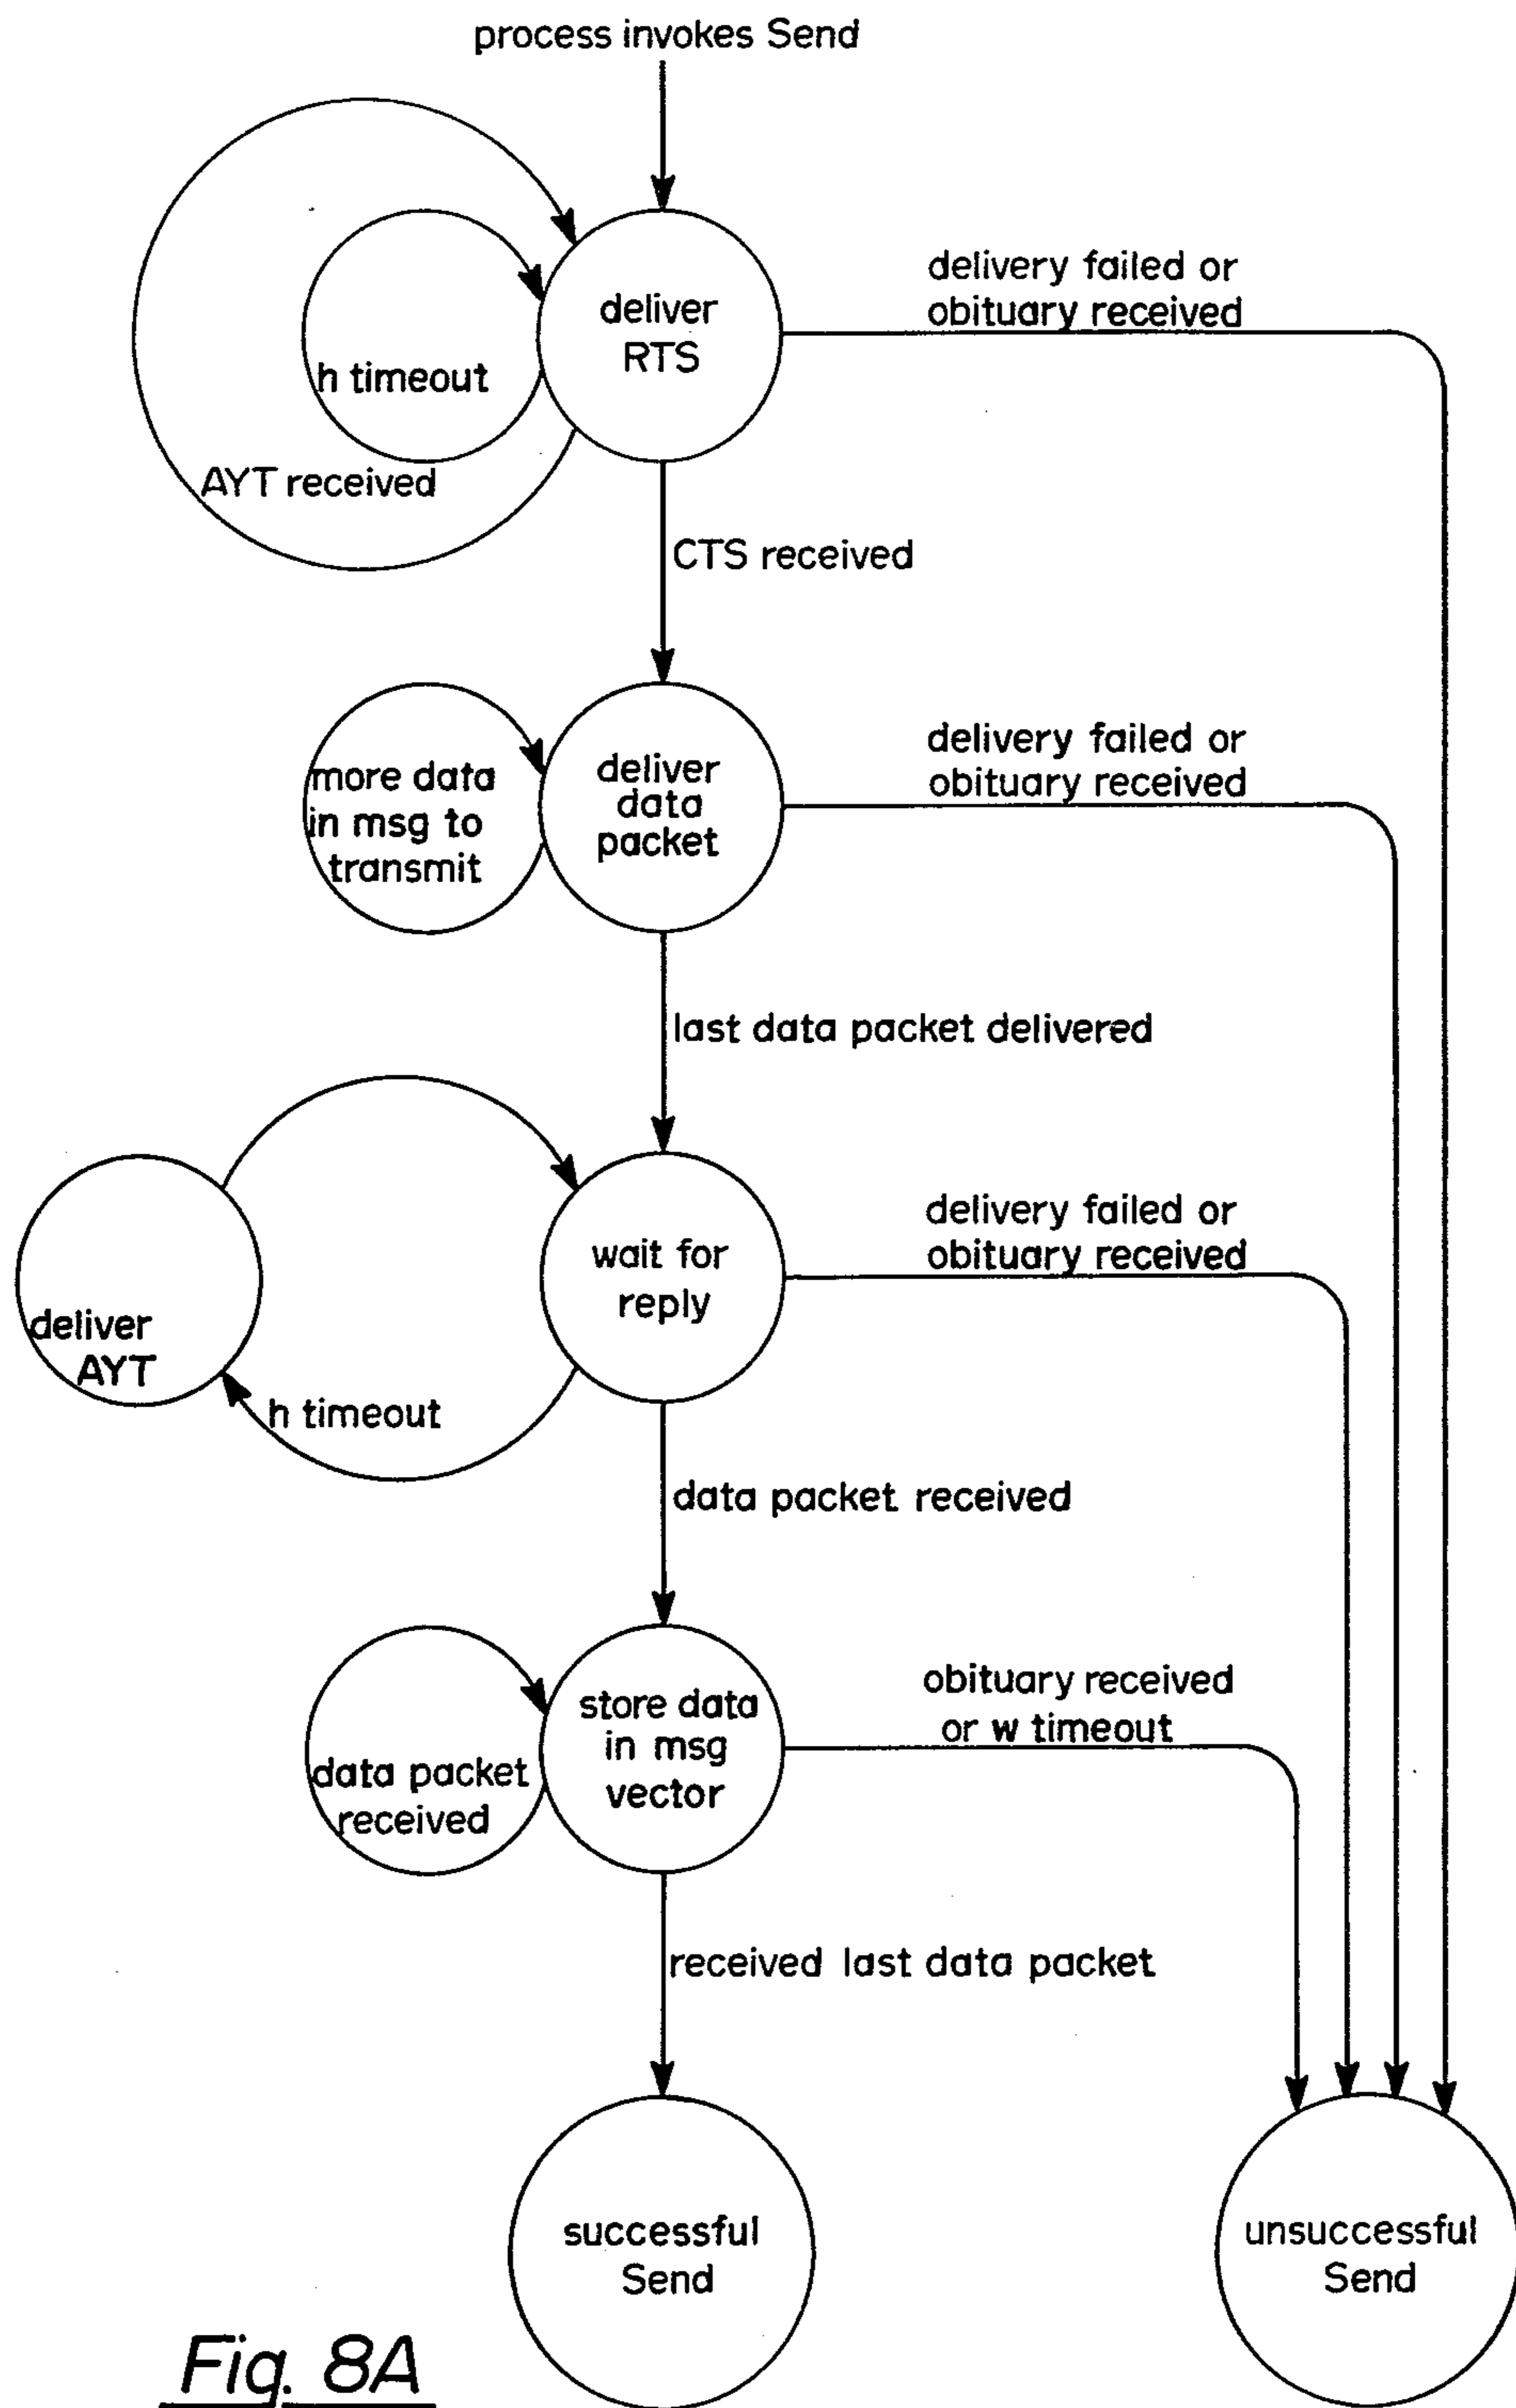 process invokes Send
delivery failed or
obituary received
deliver
RTS
h timeout
AYT received
CTS received
delivery failed or
obituary received
more data
in msg to
transmit
deliver
data
packet
last data packet delivered
delivery failed or
obituary received
wait for
reply
deliver
AYT
h timeout
data packet received
obituary received
or w timeout
store data
in msg
vector
data packet
received
received last data packet
successful
Send
unsuccessful
Send
Fig. 8A